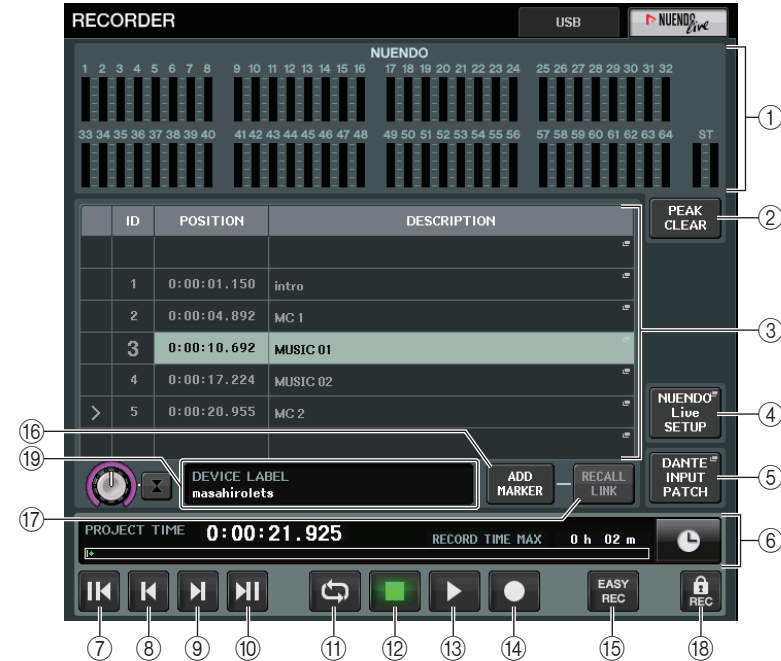 RECORDER
USB
NUENDO live
NUENDO
1 2 3 4 5 6 7 8 9 10 11 12 13 14 15 16 17 18 19 20 21 22 23 24 25 26 27 28 29 30 31 32
33 34 35 36 37 38 39 40 41 42 43 44 45 46 47 48 49 50 51 52 53 54 55 56 57 58 59 60 61 62 63 64 ST
①
PEAK CLEAR
②
ID POSITION DESCRIPTION
1 0:00:01.150 intro
2 0:00:04.892 MC 1
3 0:00:10.692 MUSIC 01
③
4 0:00:17.224 MUSIC 02
> 5 0:00:20.955 MC 2
NUENDO Live SETUP
④
⑯
⑲
DEVICE LABEL
masahirolets
ADD MARKER
RECALL LINK
DANTE INPUT PATCH
⑤
⑰
PROJECT TIME 0:00:21.925 RECORD TIME MAX 0 h 02 m
⑥
EASY REC
REC
⑦ ⑧ ⑨ ⑩ ⑪ ⑫ ⑬ ⑭ ⑮ ⑱